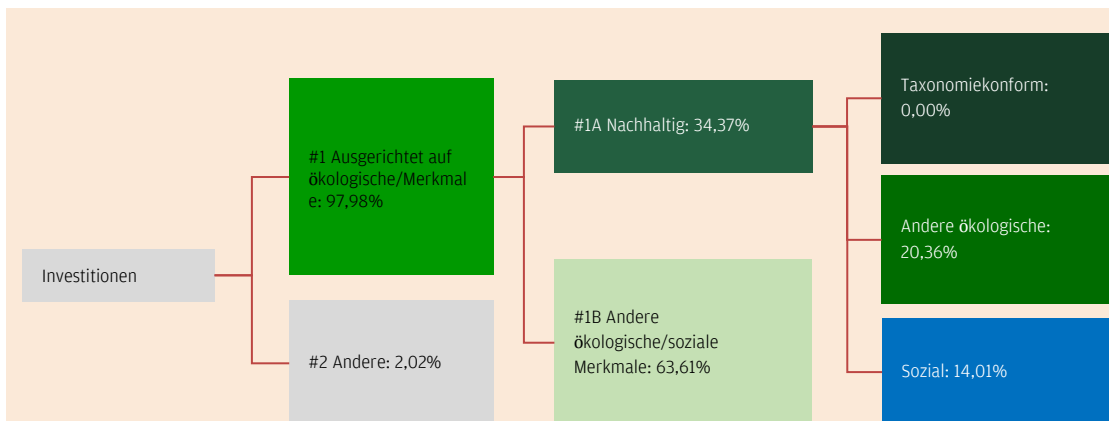 Investitionen
#1 Ausgerichtet auf
ökologische/Merkmal
e: 97,98%
#2 Andere: 2,02%
#1A Nachhaltig: 34,37%
#1B Andere
ökologische/soziale
Merkmale: 63,61%
Taxonomiekonform:
0,00%
Andere ökologische:
20,36%
Sozial: 14,01%